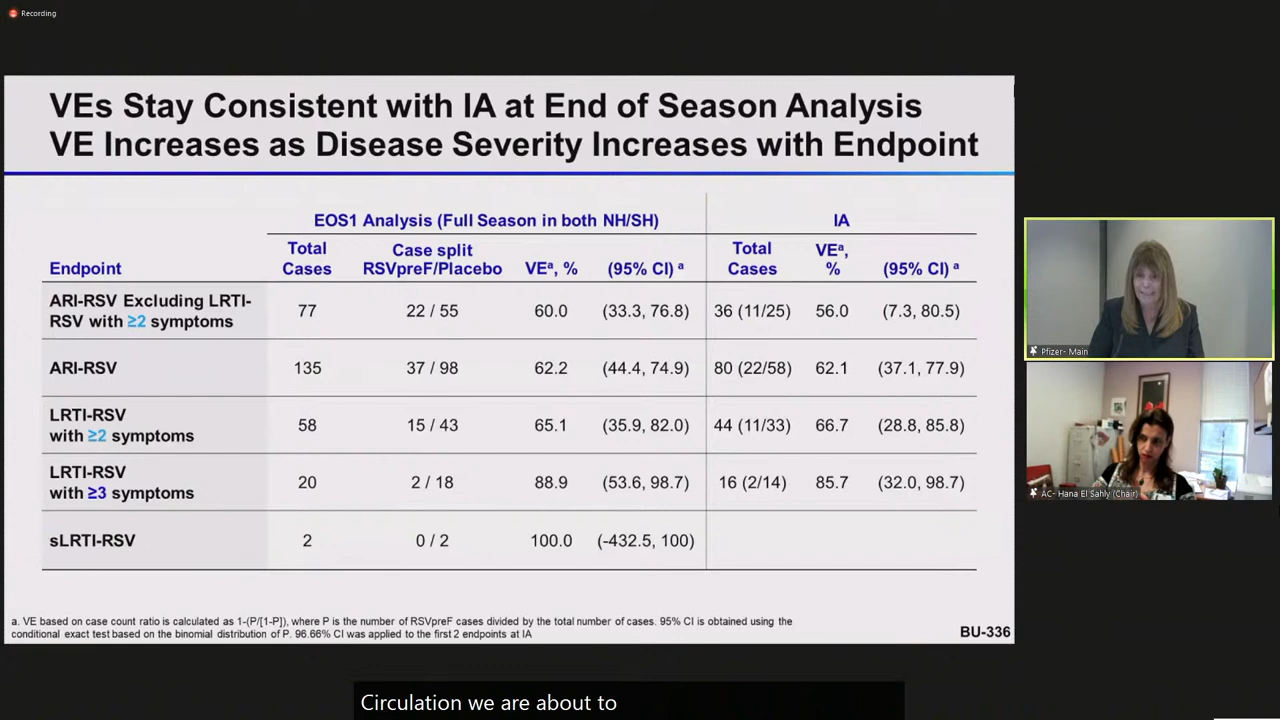 Recording
VEs Stay Consistent with IA at End of Season Analysis
VE Increases as Disease Severity Increases with Endpoint
EOS1 Analysis (Full Season in both NH/SH) IA
Endpoint Total Cases Case split RSVpreF/Placebo VEᵃ, % (95% CI) ᵃ Total Cases VEᵃ, % (95% CI) ᵃ
ARI-RSV Excluding LRTI-
RSV with ≥2 symptoms 77 22 / 55 60.0 (33.3, 76.8) 36 (11/25) 56.0 (7.3, 80.5)
ARI-RSV 135 37 / 98 62.2 (44.4, 74.9) 80 (22/58) 62.1 (37.1, 77.9)
LRTI-RSV
with ≥2 symptoms 58 15 / 43 65.1 (35.9, 82.0) 44 (11/33) 66.7 (28.8, 85.8)
LRTI-RSV
with ≥3 symptoms 20 2 / 18 88.9 (53.6, 98.7) 16 (2/14) 85.7 (32.0, 98.7)
sLRTI-RSV 2 0 / 2 100.0 (-432.5, 100)
a. VE based on case count ratio is calculated as 1-(P/[1-P]), where P is the number of RSVpreF cases divided by the total number of cases. 95% CI is obtained using the
conditional exact test based on the binomial distribution of P. 96.66% CI was applied to the first 2 endpoints at IA
BU-336
Pfizer- Main
AC- Hana El Sahly (Chair)
Circulation we are about to